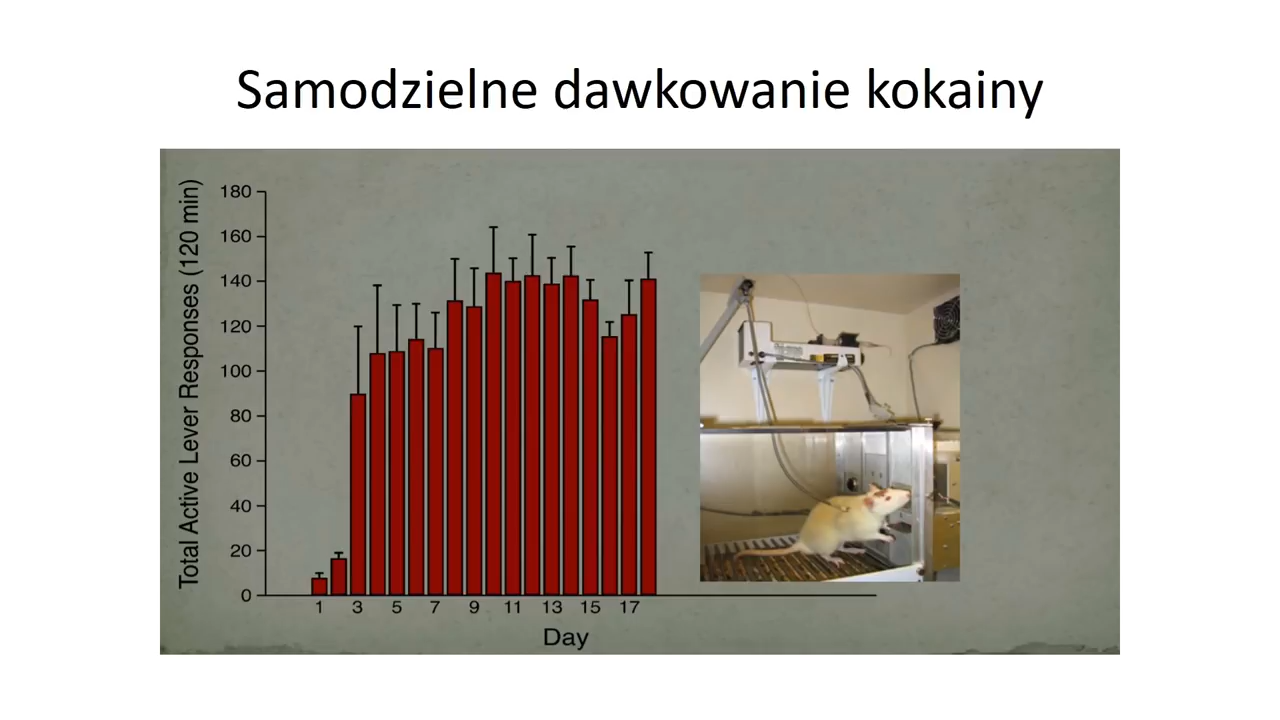 Samodzielne dawkowanie kokainy
Total Active Lever Responses (120 min)
180
160
140
120
100
80
60
40
20
0
1 3 5 7 9 11 13 15 17
Day